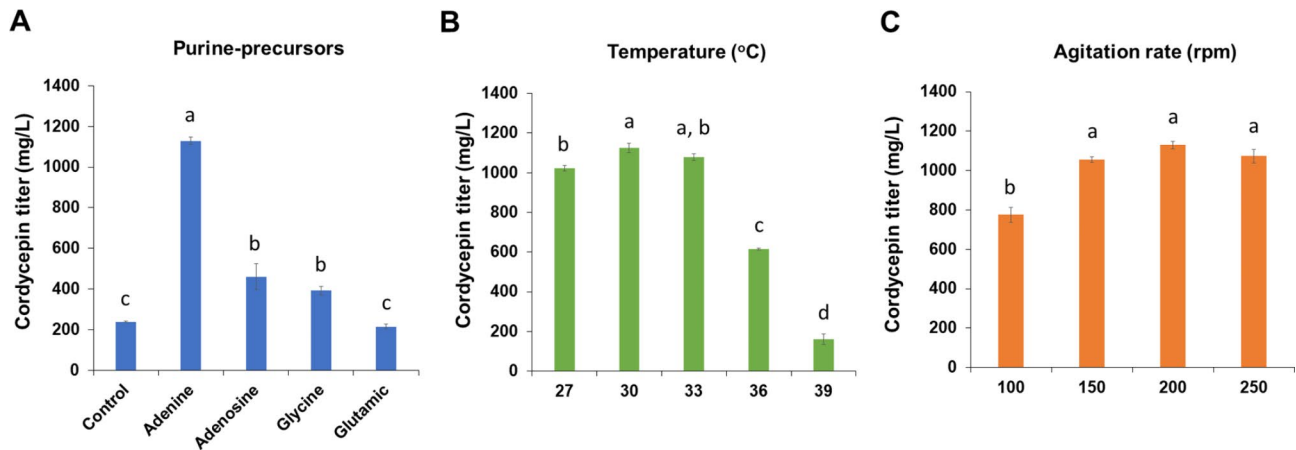 A
Purine-precursors
Cordycepin titer (mg/L)
1400
1200
1000
800
600
400
200
0
c
a
b
b
c
Control
Adenine
Adenosine
Glycine
Glutamic
B
Temperature (°C)
Cordycepin titer (mg/L)
1400
1200
1000
800
600
400
200
0
b
a
a, b
c
d
27
30
33
36
39
C
Agitation rate (rpm)
Cordycepin titer (mg/L)
1400
1200
1000
800
600
400
200
0
b
a
a
a
100
150
200
250